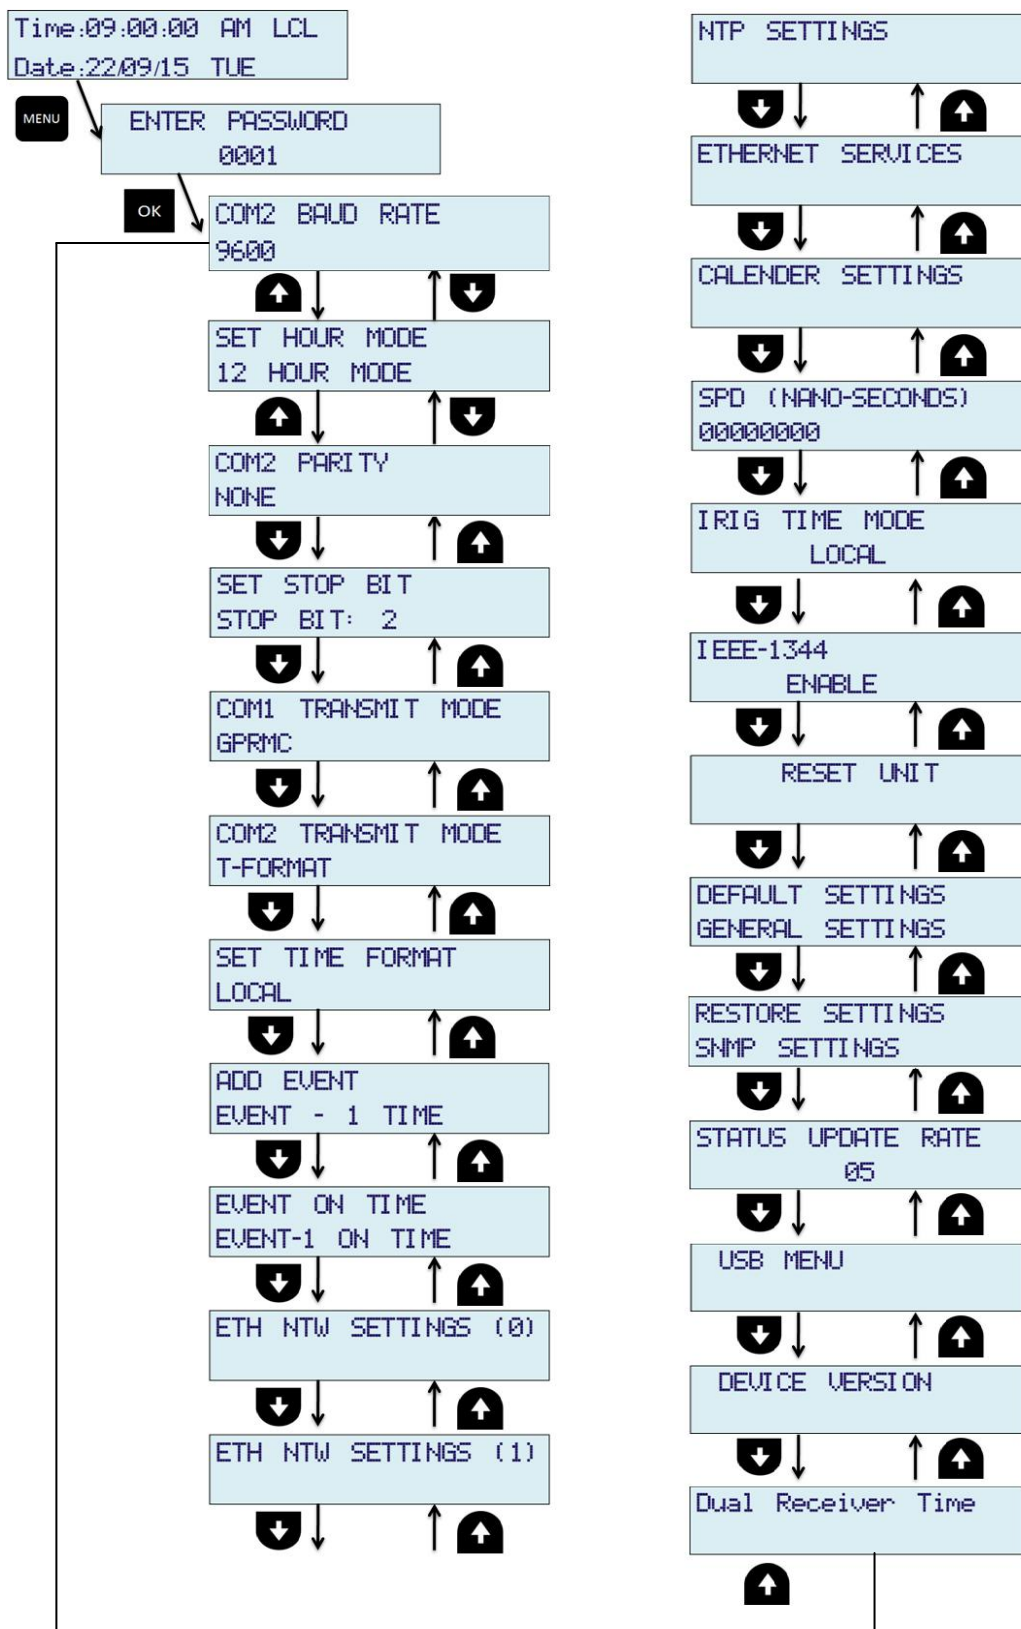 Time:09:00:00 AM LCL
Date:22/09/15 TUE
MENU
ENTER PASSWORD
0001
OK
COM2 BAUD RATE
9600
SET HOUR MODE
12 HOUR MODE
COM2 PARITY
NONE
SET STOP BIT
STOP BIT: 2
COM1 TRANSMIT MODE
GPRMC
COM2 TRANSMIT MODE
T-FORMAT
SET TIME FORMAT
LOCAL
ADD EVENT
EVENT - 1 TIME
EVENT ON TIME
EVENT-1 ON TIME
ETH NTW SETTINGS (0)
ETH NTW SETTINGS (1)
NTP SETTINGS
ETHERNET SERVICES
CALENDER SETTINGS
SPD (NANO-SECONDS)
00000000
IRIG TIME MODE
LOCAL
IEEE-1344
ENABLE
RESET UNIT
DEFAULT SETTINGS
GENERAL SETTINGS
RESTORE SETTINGS
SNMP SETTINGS
STATUS UPDATE RATE
05
USB MENU
DEVICE VERSION
Dual Receiver Time